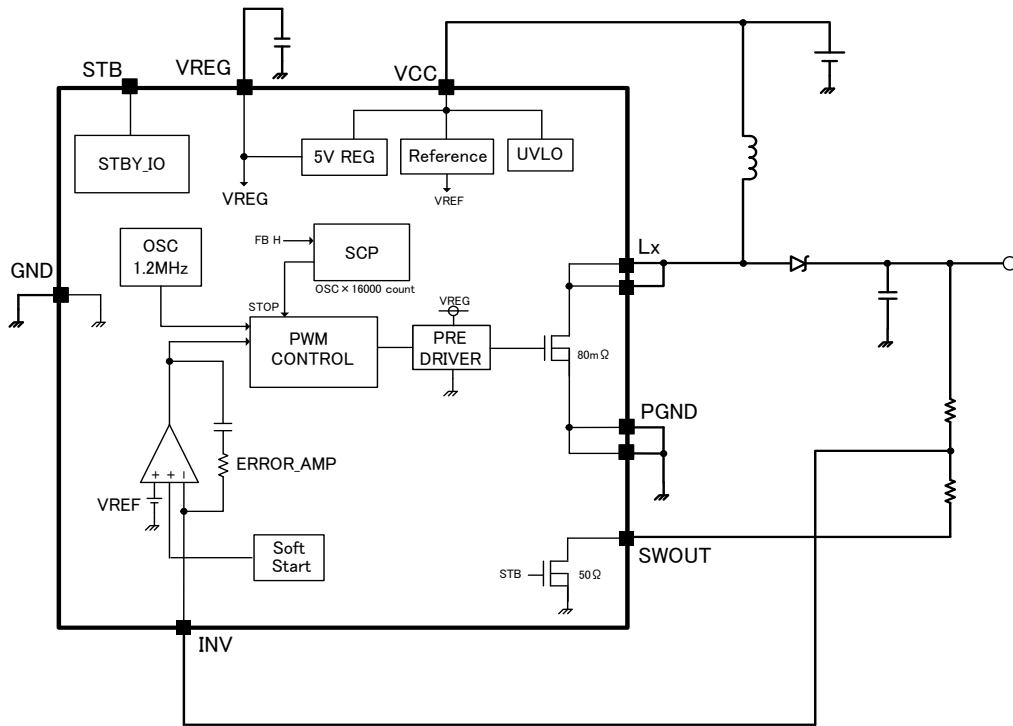 STB
VREG
VCC
STBY_IO
5V REG
Reference
UVLO
VREG
VREF
OSC
1.2MHz
FB H
SCP
OSC×16000 count
Lx
GND
STOP
VREG
PWM
CONTROL
PRE
DRIVER
80mΩ
PGND
+ + −
ERROR_AMP
VREF
Soft
Start
SWOUT
STB
50Ω
INV